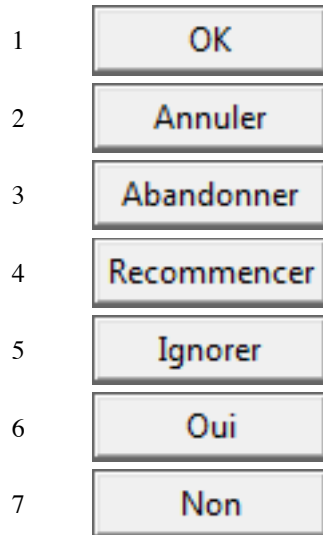 1 OK
2 Annuler
3 Abandonner
4 Recommencer
5 Ignorer
6 Oui
7 Non